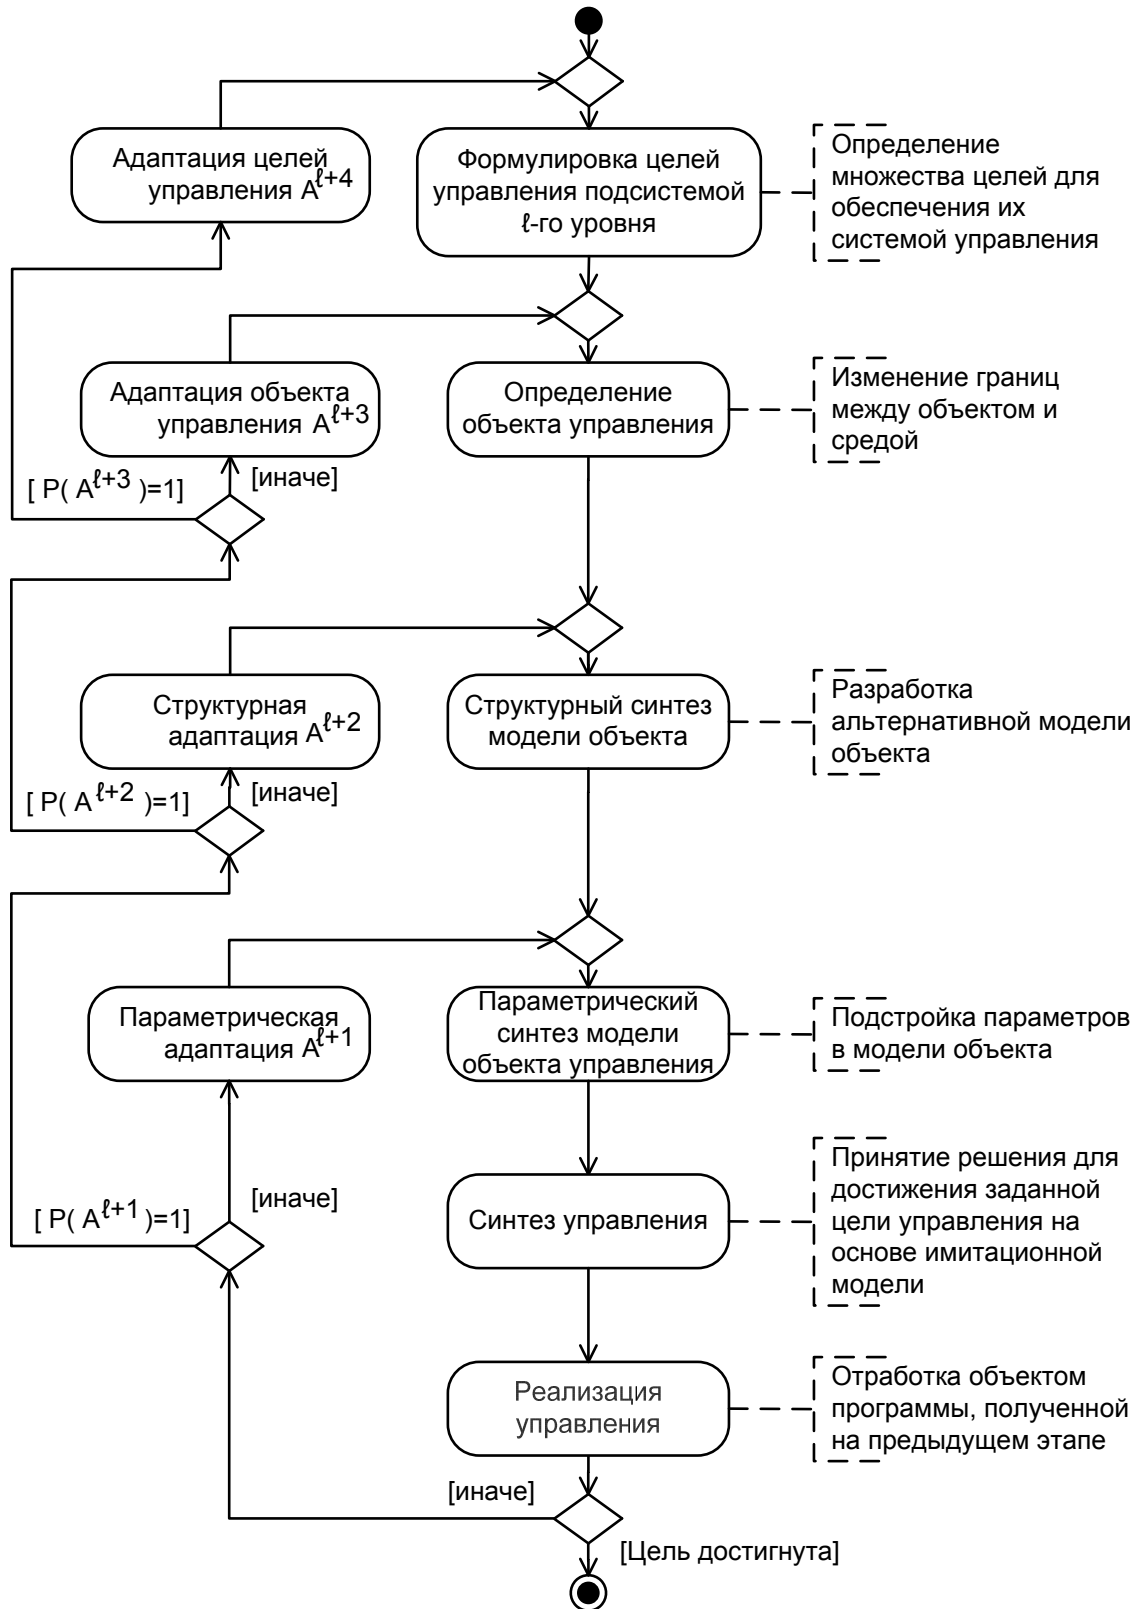 Адаптация целей
управления A^ℓ+4
Формулировка целей
управления подсистемой
ℓ-го уровня
Определение
множества целей для
обеспечения их
системой управления
Адаптация объекта
управления A^ℓ+3
Определение
объекта управления
Изменение границ
между объектом и
средой
[ P( A^ℓ+3 )=1]
[иначе]
Структурная
адаптация A^ℓ+2
Структурный синтез
модели объекта
Разработка
альтернативной модели
объекта
[ P( A^ℓ+2 )=1]
[иначе]
Параметрическая
адаптация A^ℓ+1
Параметрический
синтез модели
объекта управления
Подстройка параметров
в модели объекта
[ P( A^ℓ+1 )=1]
[иначе]
Синтез управления
Принятие решения для
достижения заданной
цели управления на
основе имитационной
модели
Реализация
управления
Отработка объектом
программы, полученной
на предыдущем этапе
[иначе]
[Цель достигнута]